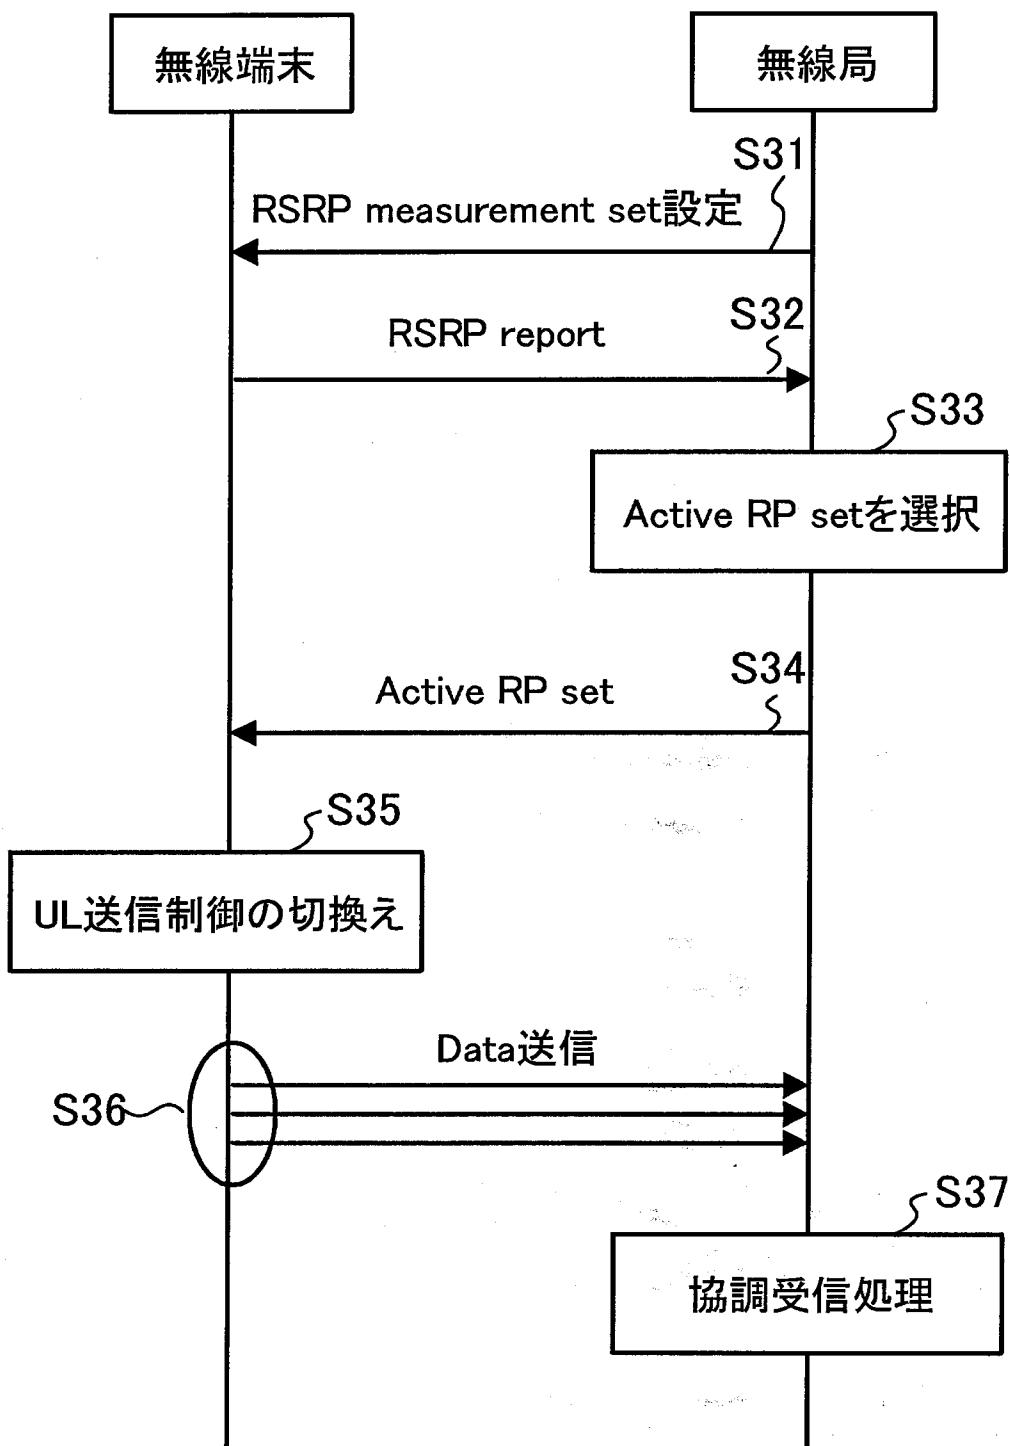 無線端末
無線局
S31
RSRP measurement set設定
S32
RSRP report
S33
Active RP setを選択
S34
Active RP set
S35
UL送信制御の切換え
Data送信
S36
S37
協調受信処理